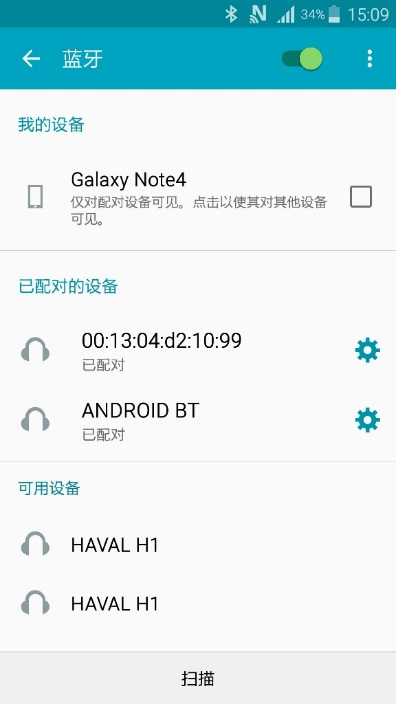 34% 15:09
蓝牙
我的设备
Galaxy Note4
仅对配对设备可见。点击以使其对其他设备
可见。
已配对的设备
00:13:04:d2:10:99
已配对
ANDROID BT
已配对
可用设备
HAVAL H1
HAVAL H1
扫描